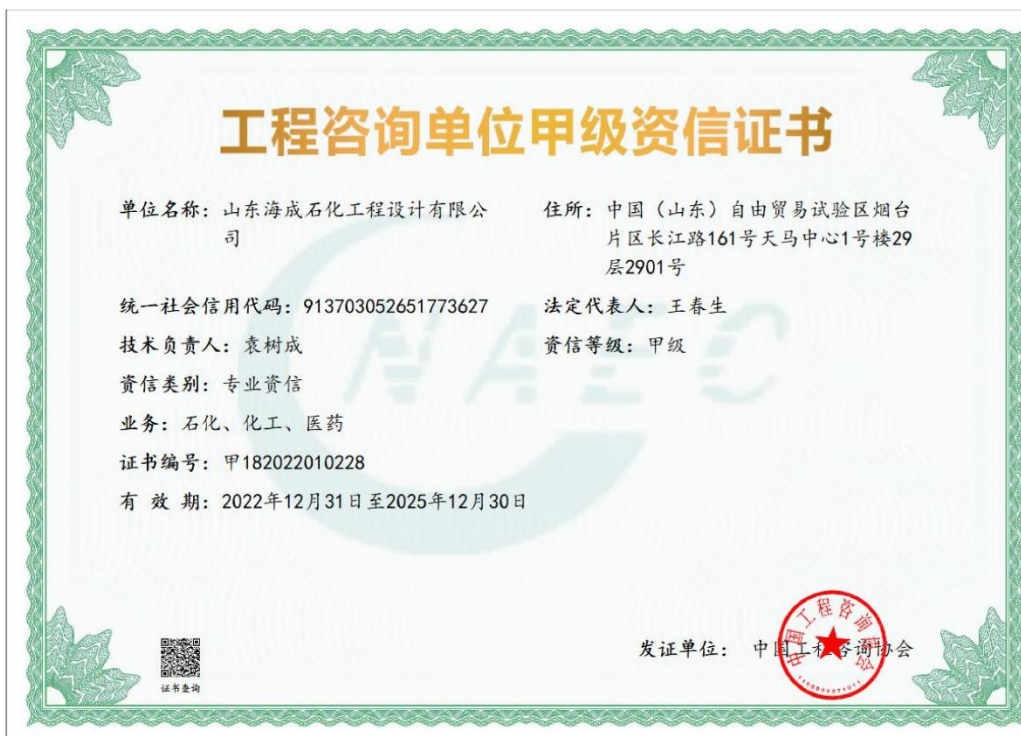 工程咨询单位甲级资信证书
单位名称：山东海成石化工程设计有限公
司
住所：中国（山东）自由贸易试验区烟台
片区长江路161号天马中心1号楼29
层2901号
统一社会信用代码：913703052651773627
法定代表人：王春生
技术负责人：袁树成
资信等级：甲级
资信类别：专业资信
业务：石化、化工、医药
证书编号：甲182022010228
有 效 期：2022年12月31日至2025年12月30日
CNAEC
发证单位：中国工程咨询协会
中国工程咨询协会
证书查询